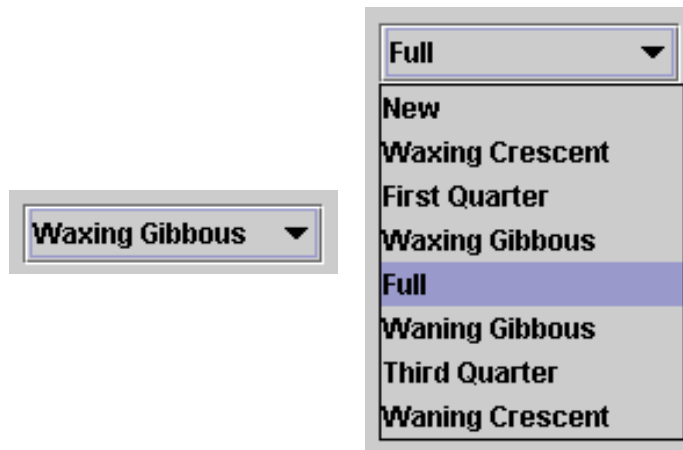 Waxing Gibbous
Full
New
Waxing Crescent
First Quarter
Waxing Gibbous
Full
Waning Gibbous
Third Quarter
Waning Crescent